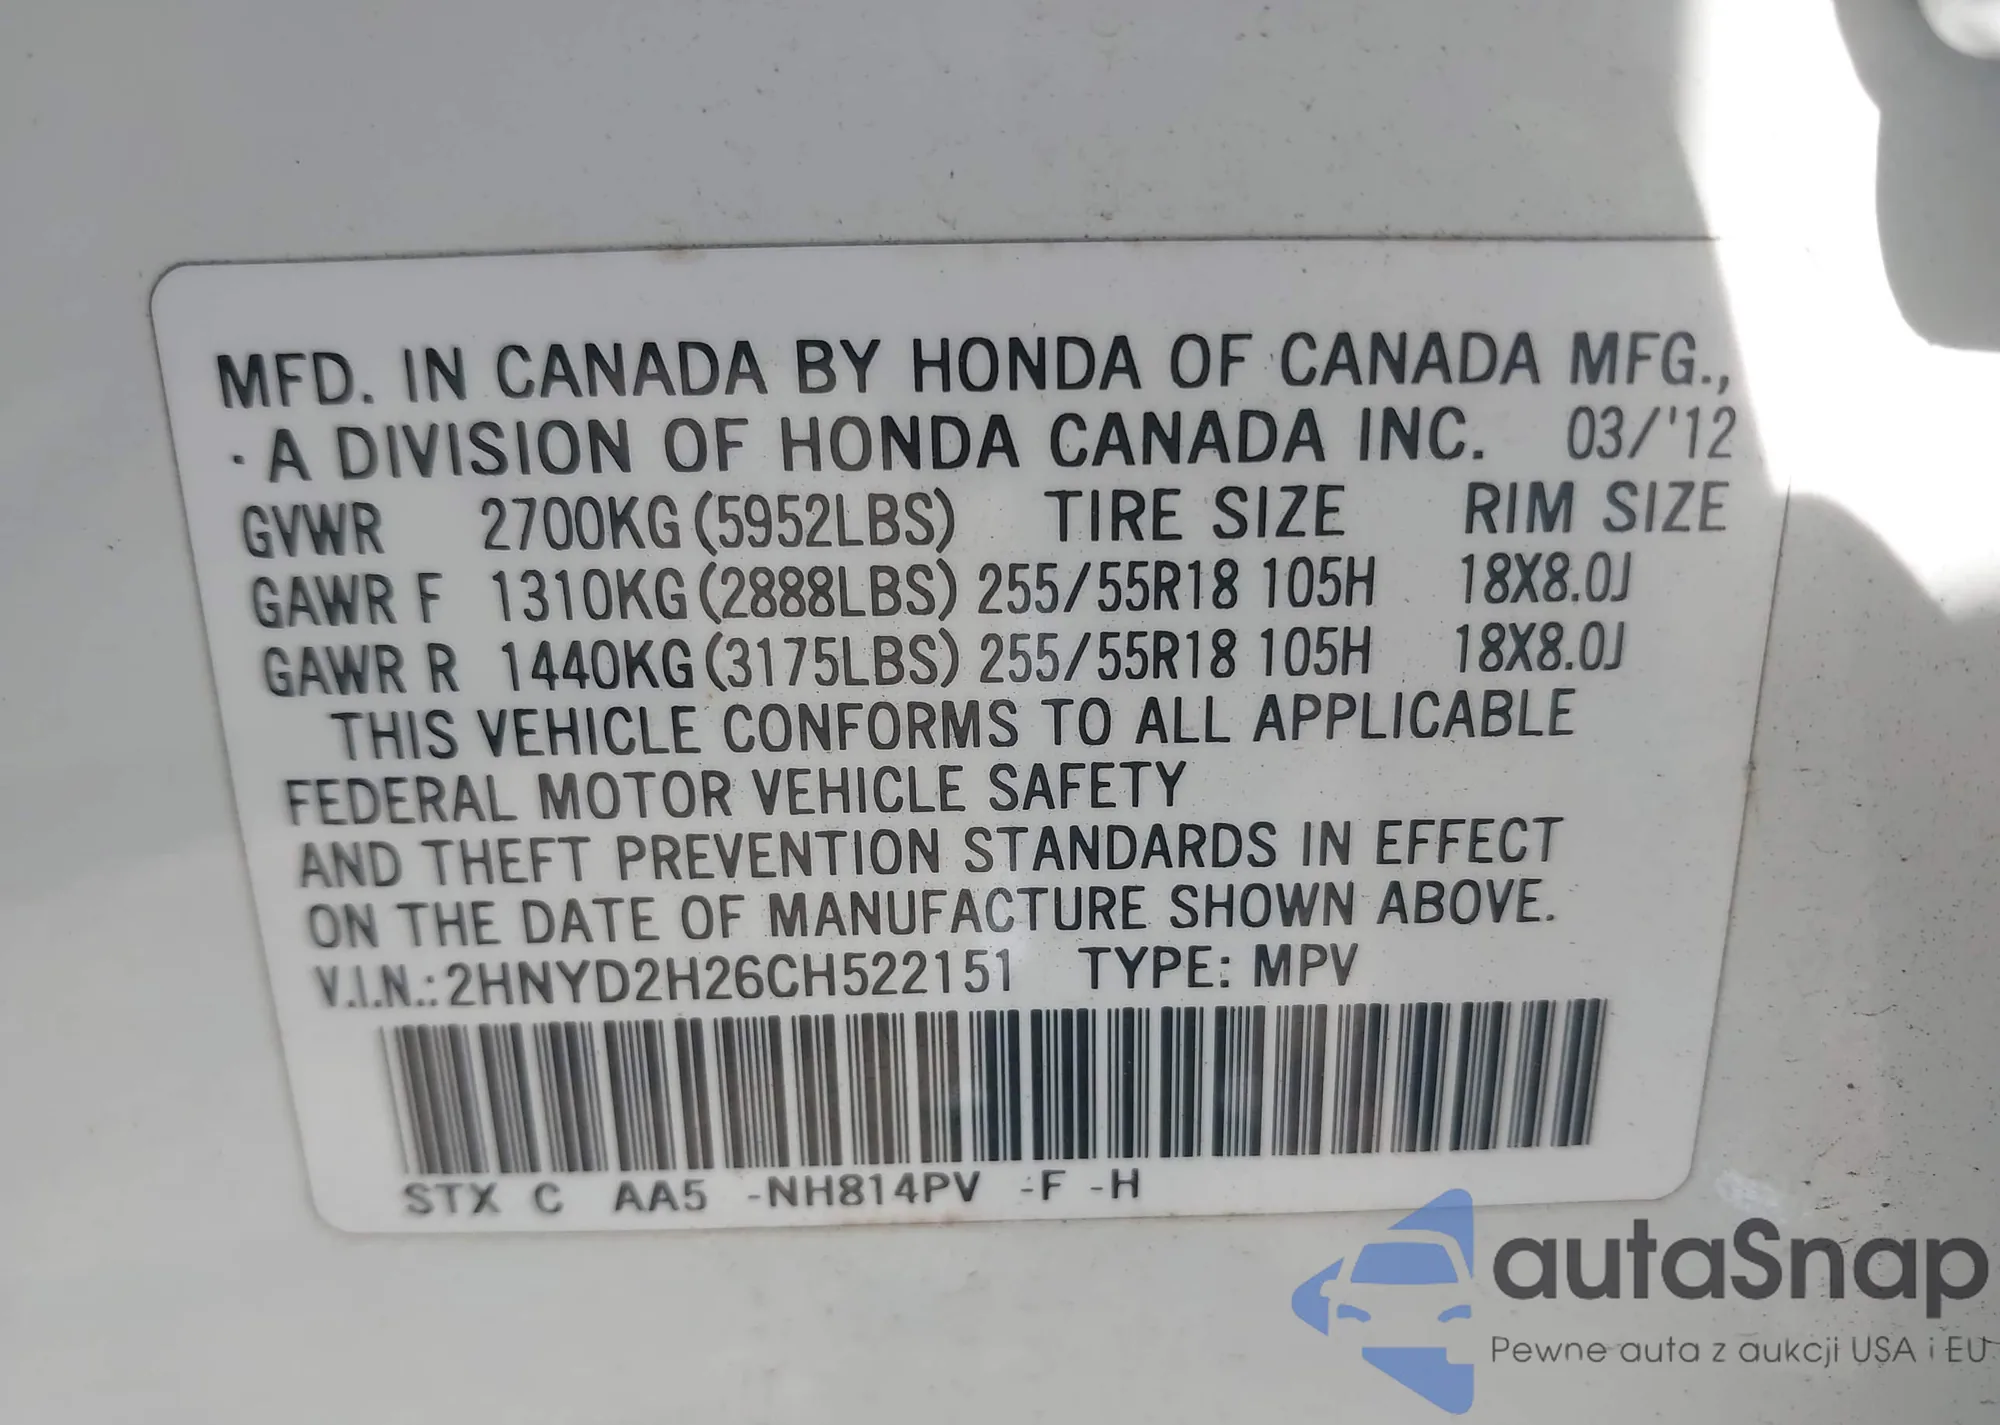 MFD. IN CANADA BY HONDA OF CANADA MFG.,
A DIVISION OF HONDA CANADA INC. 03/'12
GVWR 2700KG (5952LBS) TIRE SIZE RIM SIZE
GAWR F 1310KG (2888LBS) 255/55R18 105H 18X8.0J
GAWR R 1440KG (3175LBS) 255/55R18 105H 18X8.0J
THIS VEHICLE CONFORMS TO ALL APPLICABLE
FEDERAL MOTOR VEHICLE SAFETY
AND THEFT PREVENTION STANDARDS IN EFFECT
ON THE DATE OF MANUFACTURE SHOWN ABOVE.
V.I.N.: 2HNYD2H26CH522151 TYPE: MPV
STX C AA5 -NH814PV -F -H
autaSnap
Pewne auta z aukcji USA i EU